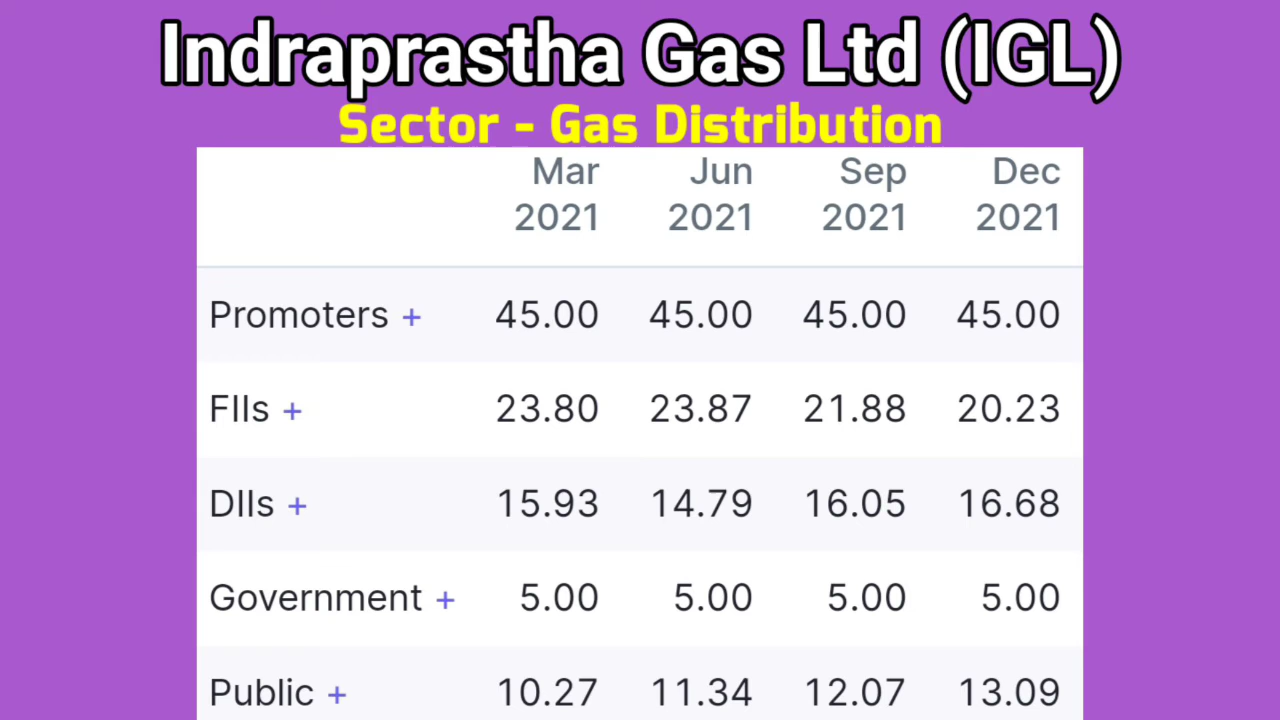 Indraprastha Gas Ltd (IGL)
Sector - Gas Distribution
Mar 2021 Jun 2021 Sep 2021 Dec 2021
Promoters + 45.00 45.00 45.00 45.00
FIIs + 23.80 23.87 21.88 20.23
DIIs + 15.93 14.79 16.05 16.68
Government + 5.00 5.00 5.00 5.00
Public + 10.27 11.34 12.07 13.09